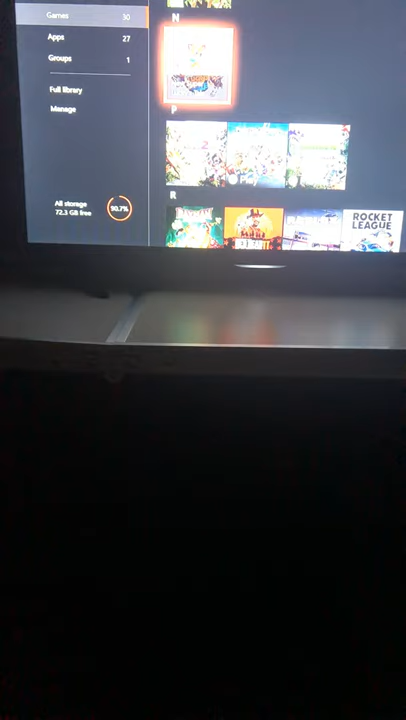 Games 30
N
Apps 27
Groups 1
Full library
Manage
P
R
All storage
72.3 GB free
90.7%
ROCKET
LEAGUE